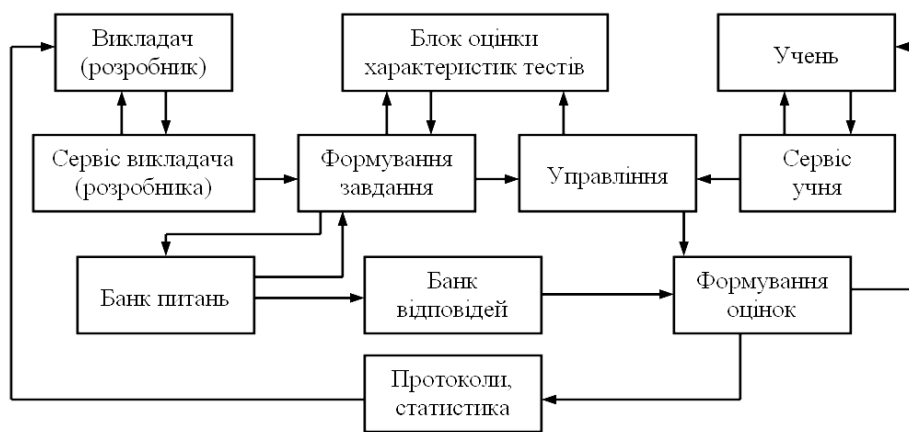 Викладач
(розробник)
Блок оцінки
характеристик тестів
Учень
Сервіс викладача
(розробника)
Формування
завдання
Управління
Сервіс
учня
Банк питань
Банк
відповідей
Формування
оцінок
Протоколи,
статистика